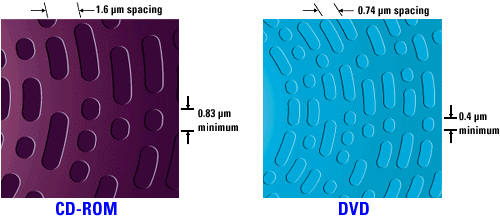 1.6 µm spacing
0.74 µm spacing
0.83 µm
minimum
0.4 µm
minimum
CD-ROM
DVD